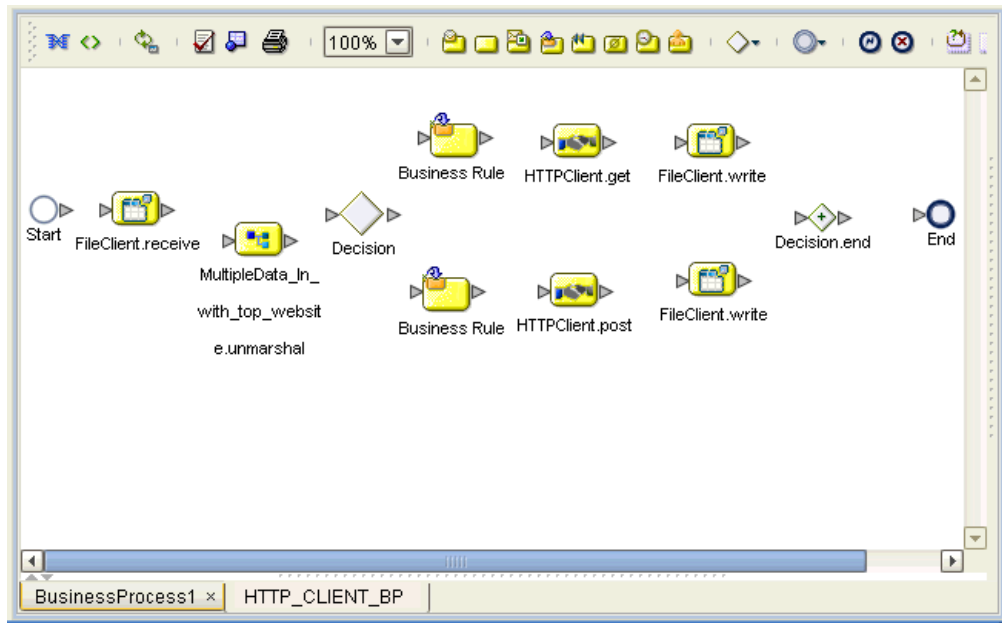 100%
Business Rule
HTTPClient.get
FileClient.write
Start
FileClient.receive
Decision
Decision.end
End
MultipleData_In_
with_top_websit
e.unmarshal
Business Rule
HTTPClient.post
FileClient.write
BusinessProcess1 ×
HTTP_CLIENT_BP